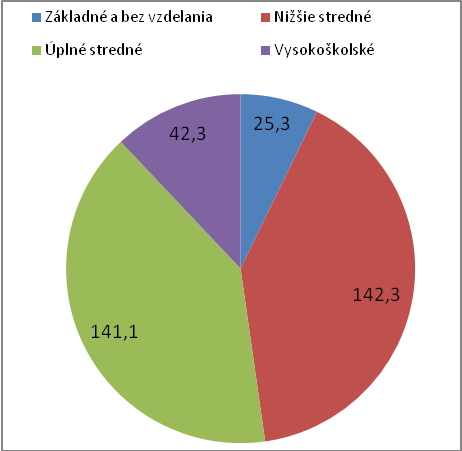 Základné a bez vzdelania Nižšie stredné
Úplné stredné Vysokoškolské
42,3 25,3
142,3
141,1